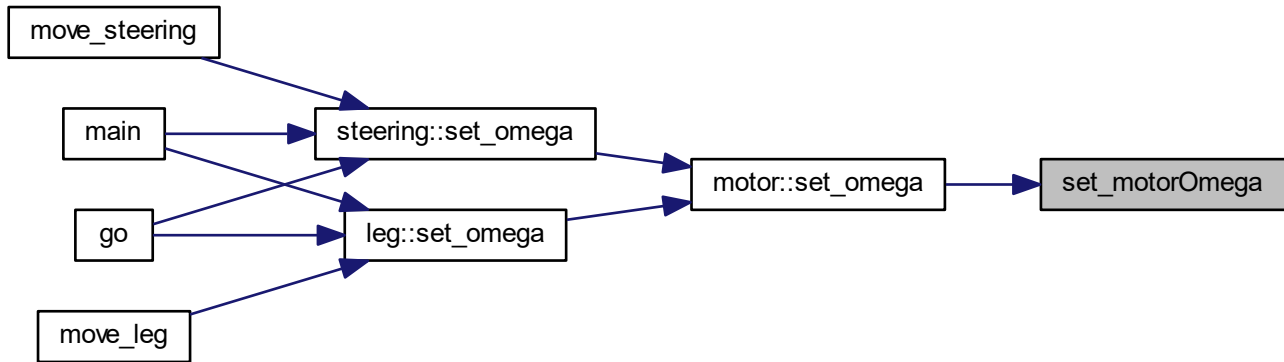 move_steering
main
steering::set_omega
motor::set_omega
set_motorOmega
go
leg::set_omega
move_leg